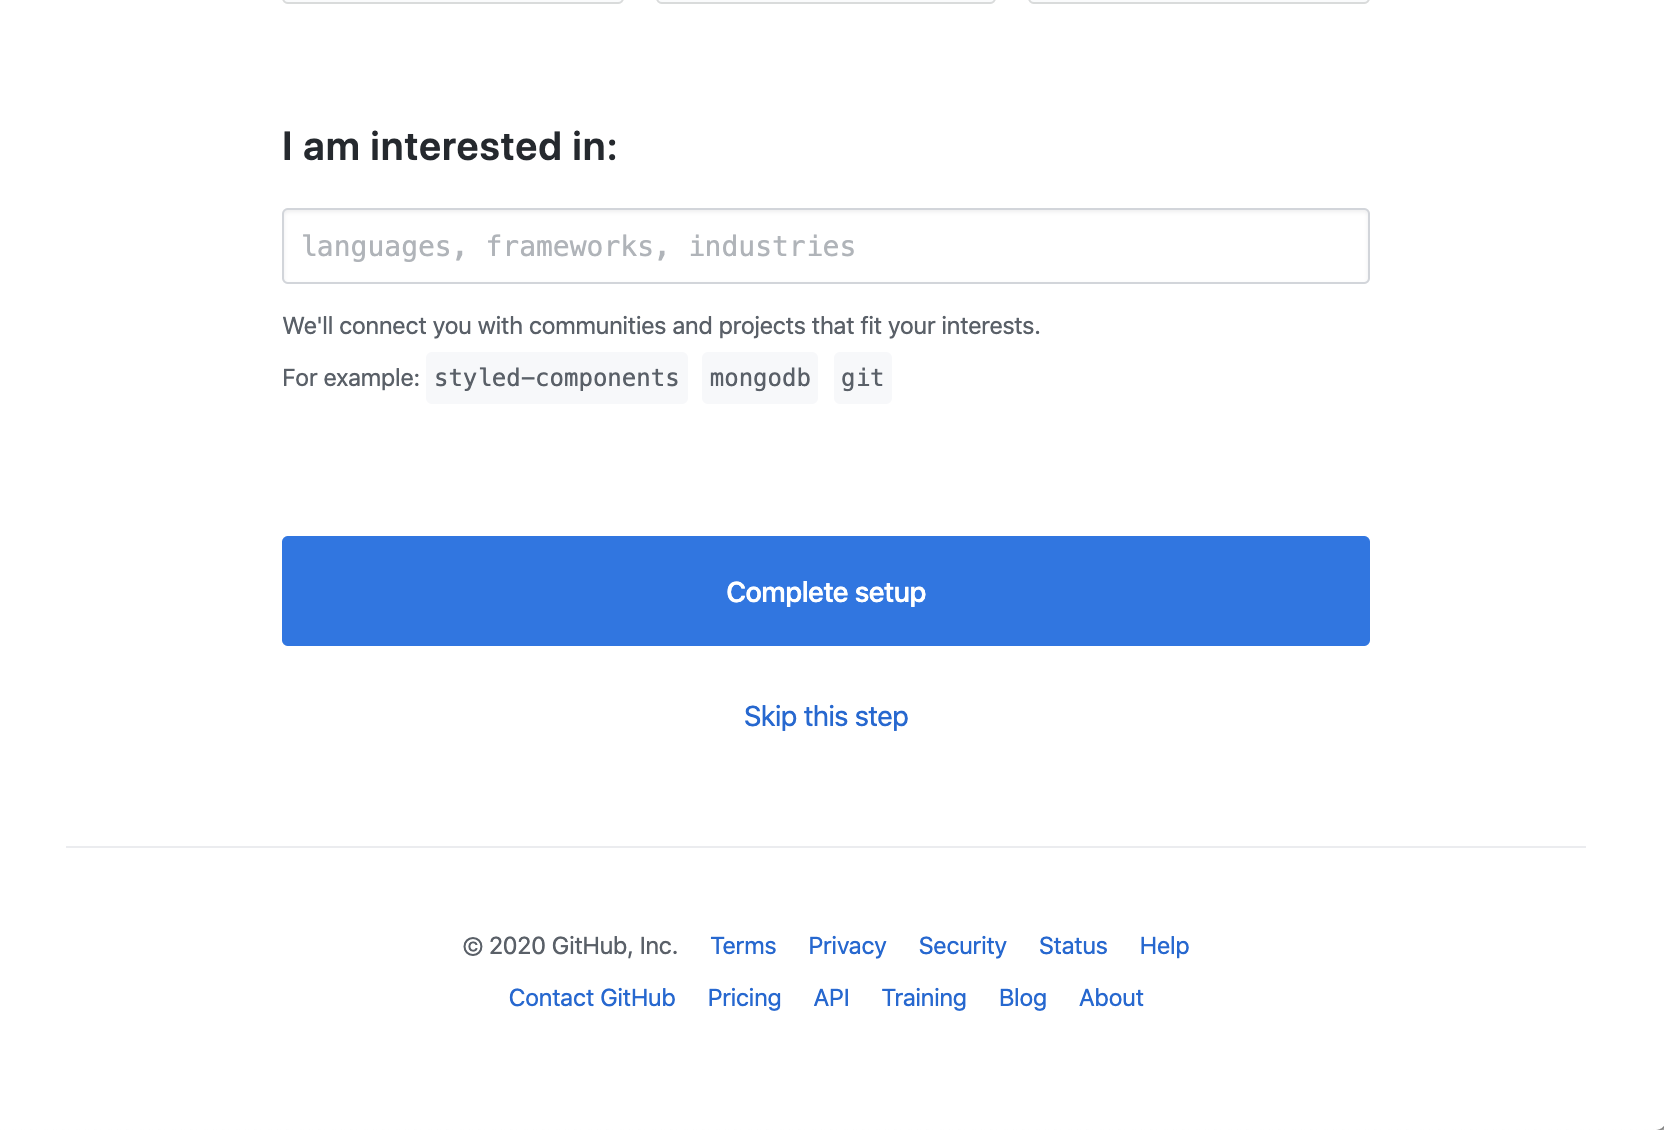 I am interested in:
languages, frameworks, industries
We'll connect you with communities and projects that fit your interests.
For example: styled-components mongodb git
Complete setup
Skip this step
© 2020 GitHub, Inc. Terms Privacy Security Status Help
Contact GitHub Pricing API Training Blog About